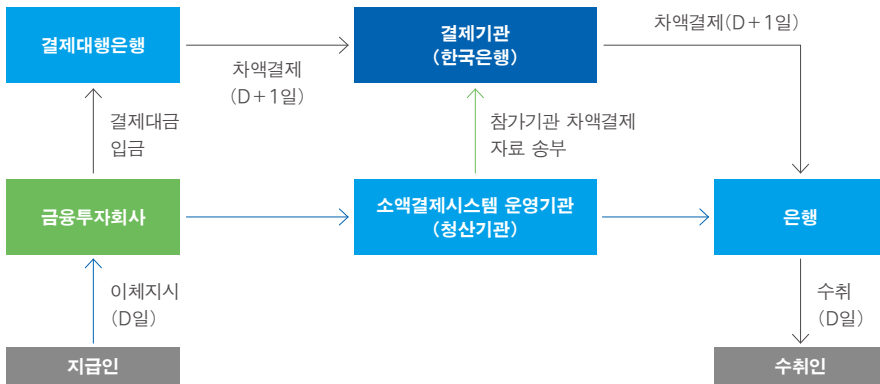 결제대행은행
차액결제
(D+1일)
결제기관
(한국은행)
차액결제(D+1일)
결제대금
입금
참가기관 차액결제
자료 송부
금융투자회사
소액결제시스템 운영기관
(청산기관)
은행
이체지시
(D일)
수취
(D일)
지급인
수취인